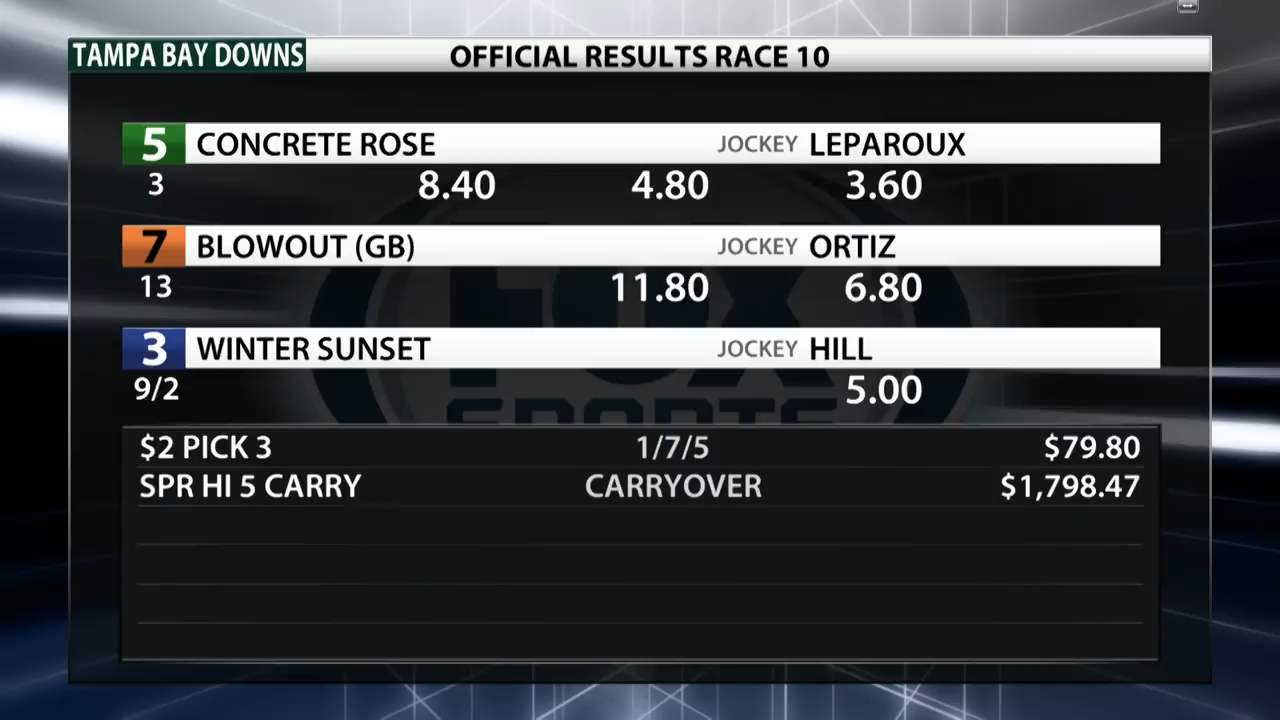 TAMPA BAY DOWNS OFFICIAL RESULTS RACE 10
5 CONCRETE ROSE JOCKEY LEPAROUX
3 8.40 4.80 3.60
7 BLOWOUT (GB) JOCKEY ORTIZ
13 11.80 6.80
3 WINTER SUNSET JOCKEY HILL
9/2 5.00
FOX
SPORTS
$2 PICK 3 1/7/5 $79.80
SPR HI 5 CARRY CARRYOVER $1,798.47